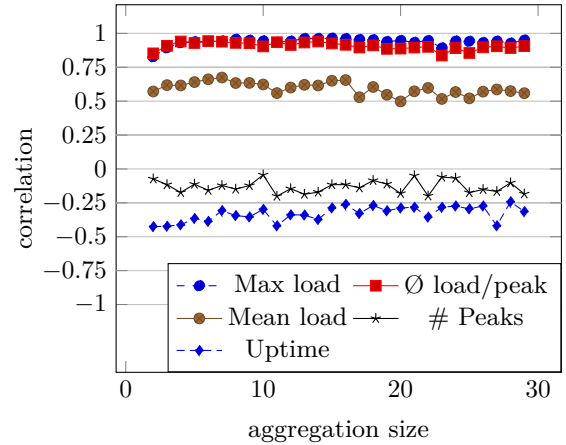 1
0.75
0.5
0.25
0
−0.25
−0.5
−0.75
−1
correlation
Max load
Ø load/peak
Mean load
# Peaks
Uptime
0 10 20 30
aggregation size